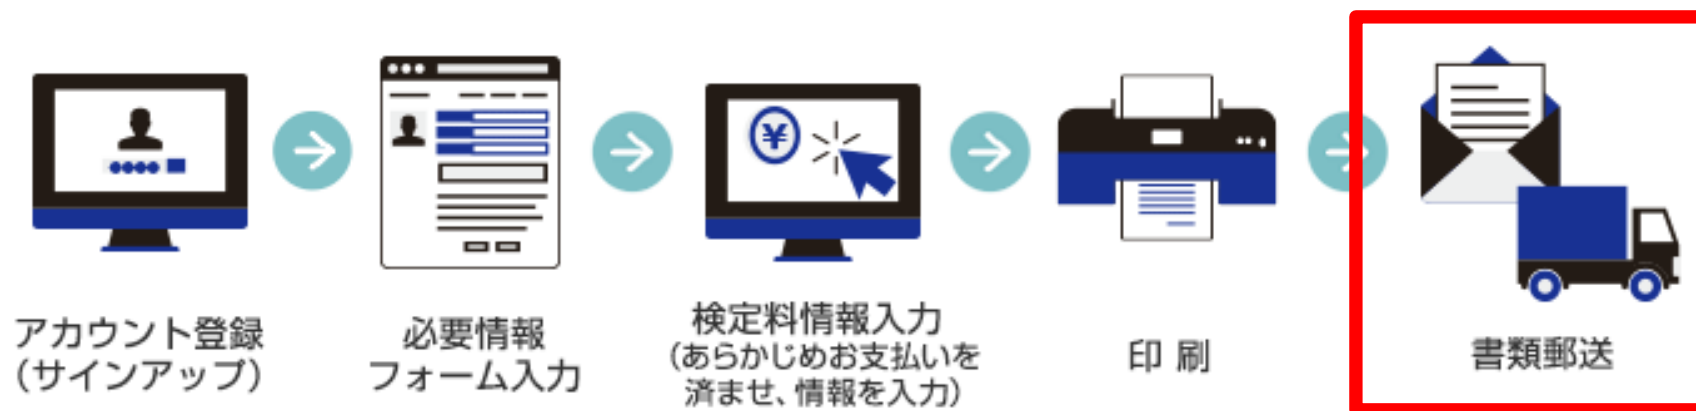 ¥
アカウント登録
（サインアップ）
必要情報
フォーム入力
検定料情報入力
（あらかじめお支払いを
済ませ、情報を入力）
印 刷
書類郵送